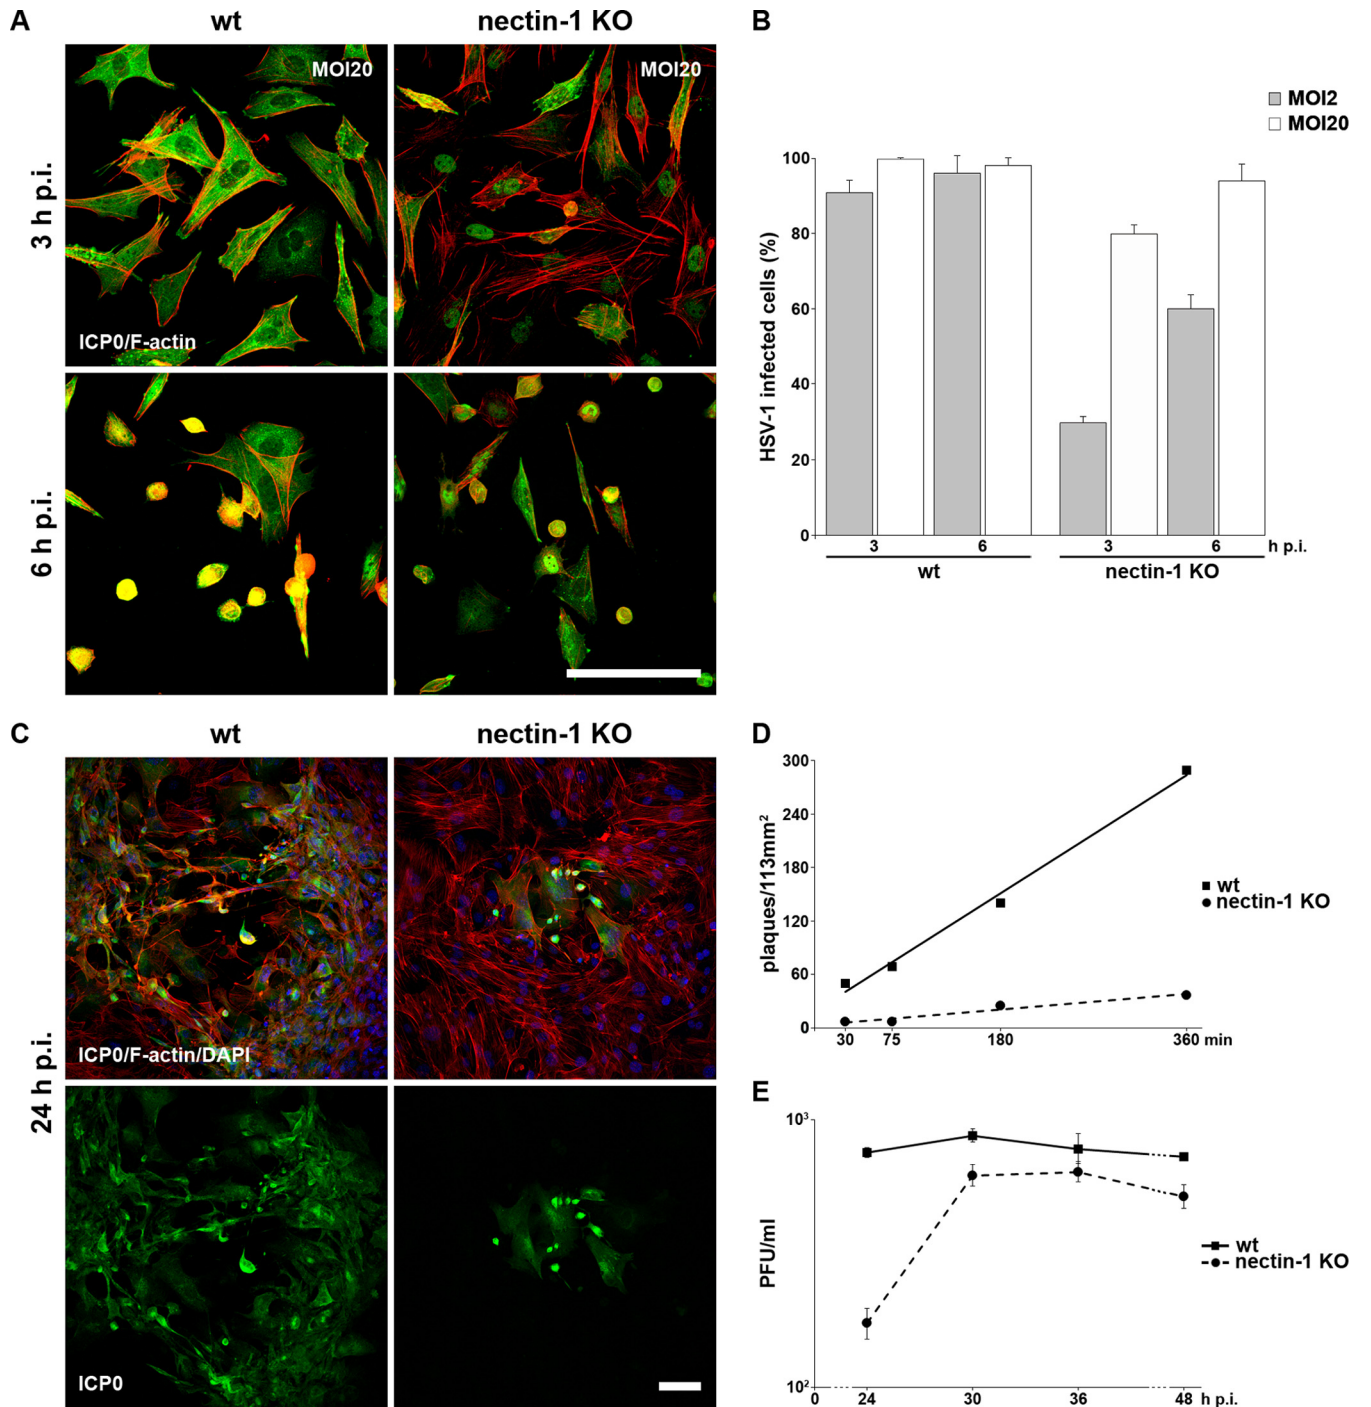 A
wt
nectin-1 KO
3 h p.i.
MOI20
MOI20
ICP0/F-actin
6 h p.i.
B
MOI2
MOI20
HSV-1 infected cells (%)
100
80
60
40
20
0
3
6
3
6
h p.i.
wt
nectin-1 KO
C
wt
nectin-1 KO
24 h p.i.
ICP0/F-actin/DAPI
ICP0
D
plaques/113mm²
300
240
180
120
60
0
30
75
180
360 min
wt
nectin-1 KO
E
PFU/ml
10³
10²
0
24
30
36
48 h p.i.
wt
nectin-1 KO